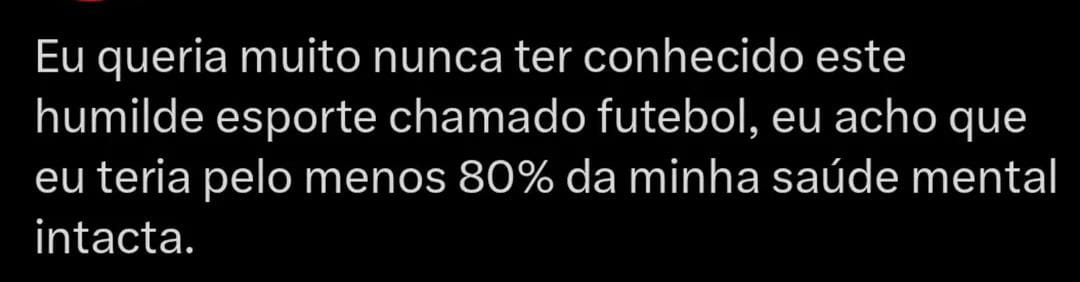 Eu queria muito nunca ter conhecido este
humilde esporte chamado futebol, eu acho que
eu teria pelo menos 80% da minha saúde mental
intacta.